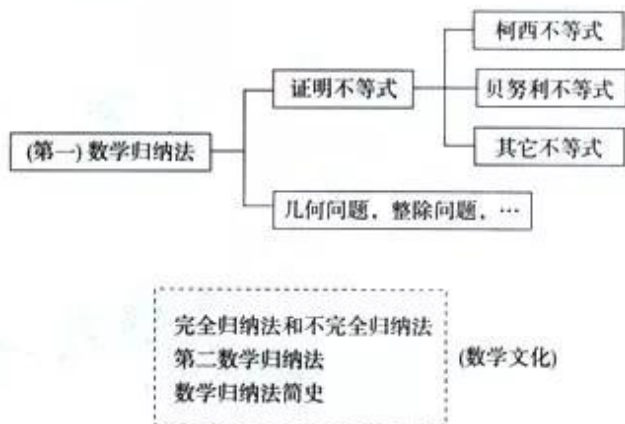 柯西不等式
证明不等式
贝努利不等式
(第一)数学归纳法
其它不等式
几何问题，整除问题，…
完全归纳法和不完全归纳法
第二数学归纳法
(数学文化)
数学归纳法简史